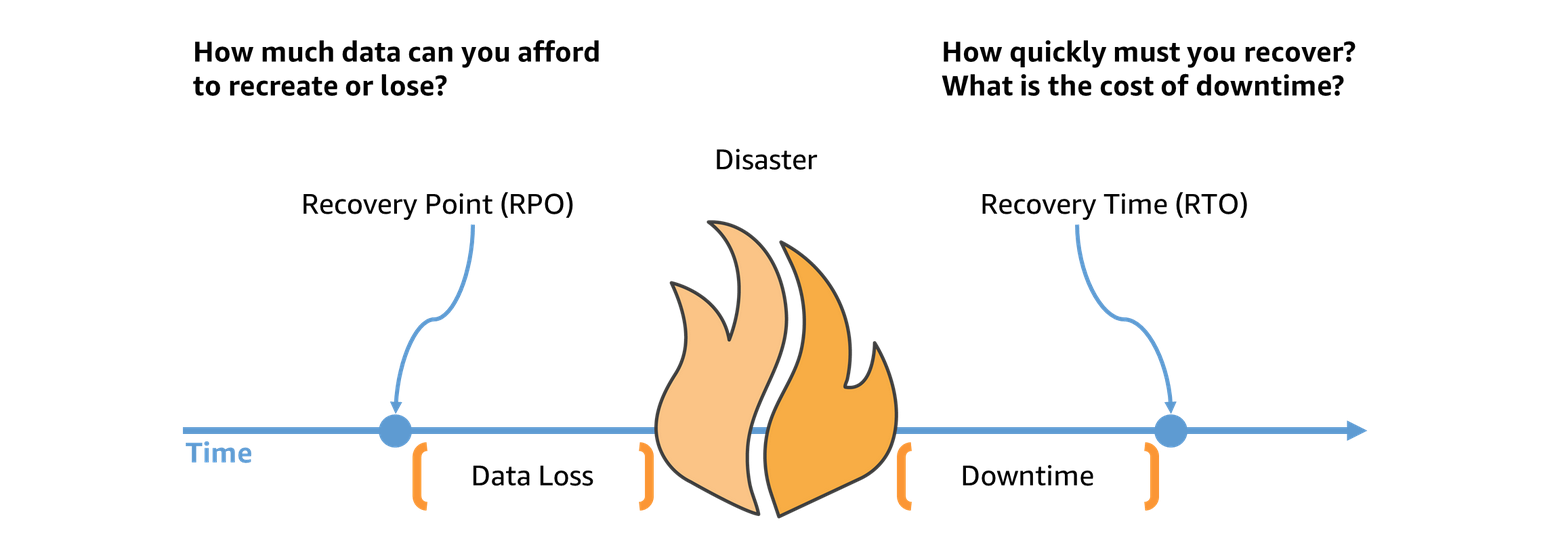 How much data can you afford
to recreate or lose?
How quickly must you recover?
What is the cost of downtime?
Disaster
Recovery Point (RPO)
Recovery Time (RTO)
Time
Data Loss
Downtime